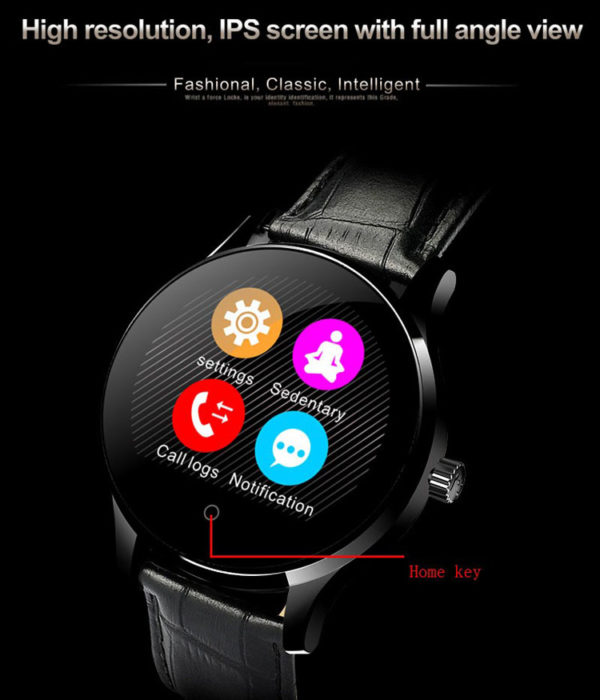 High resolution, IPS screen with full angle view
Fashional, Classic, Intelligent
Wrist a force Locke, is your identity identification, it represents this Grade,
elegant. fashion.
settings
Sedentary
Call logs
Notification
Home key